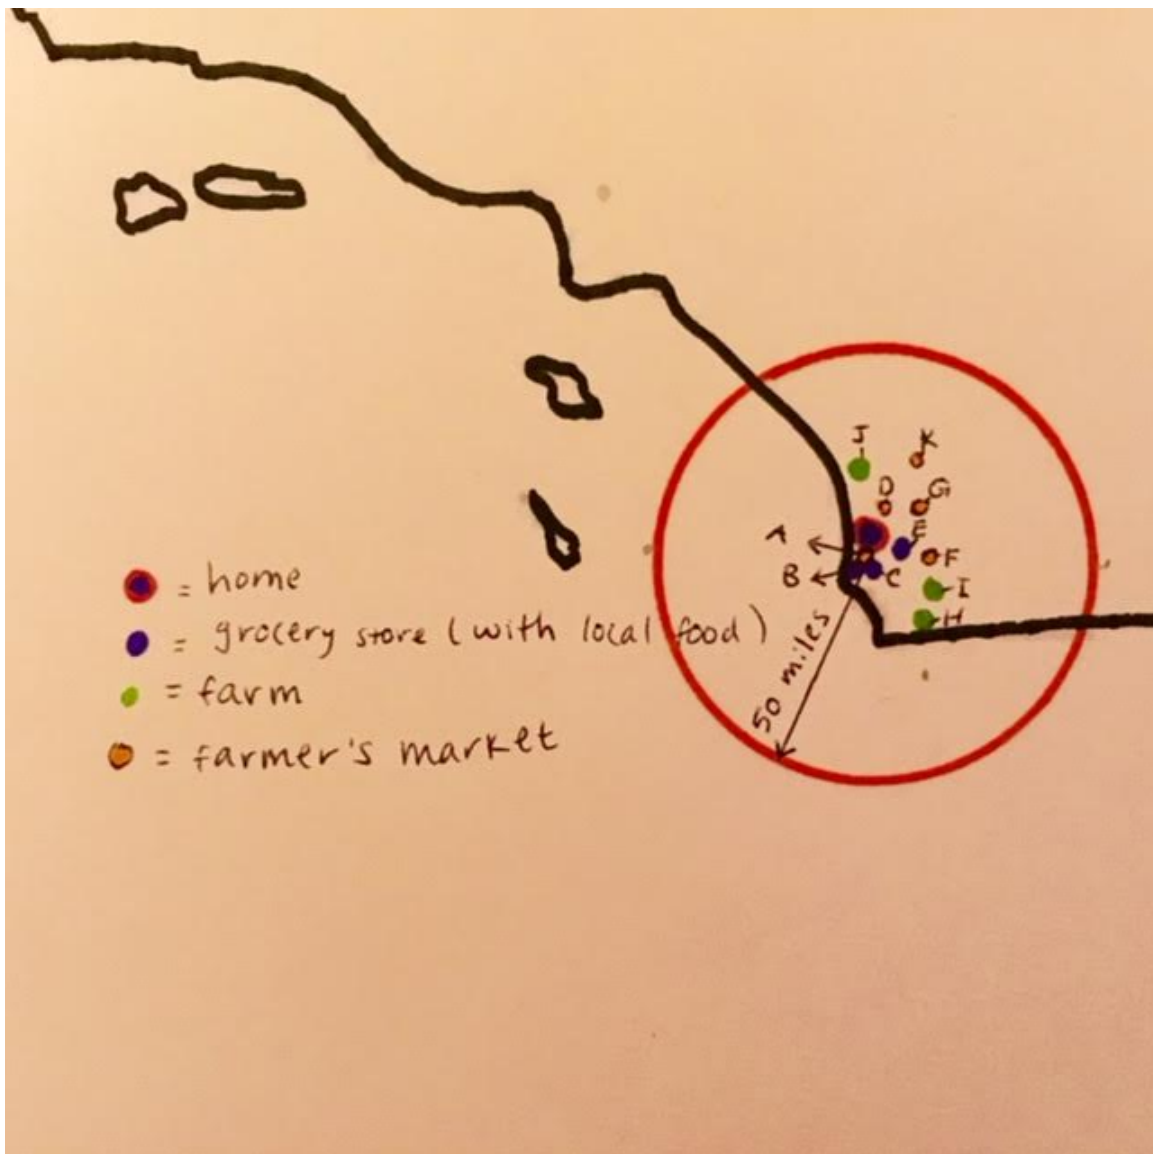 J
K
D
G
E
A
F
B
C
I
H
50 miles
= home
= grocery store (with local food)
= farm
= farmer's market